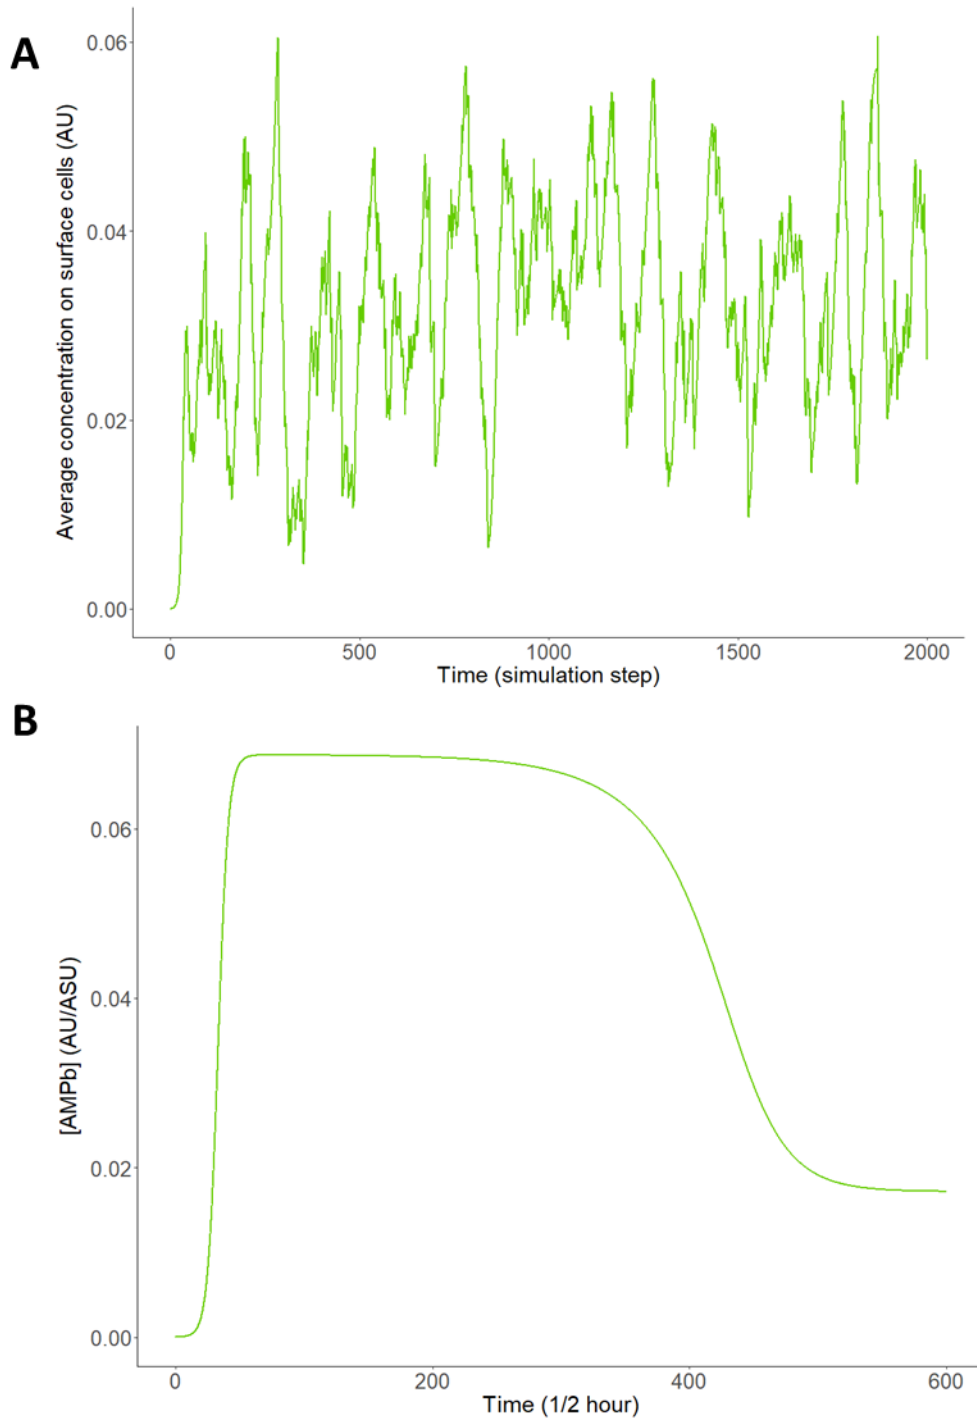 A
Average concentration on surface cells (AU)
0.06
0.04
0.02
0.00
0 500 1000 1500 2000
Time (simulation step)
B
[AMPb] (AU/ASU)
0.06
0.04
0.02
0.00
0 200 400 600
Time (1/2 hour)